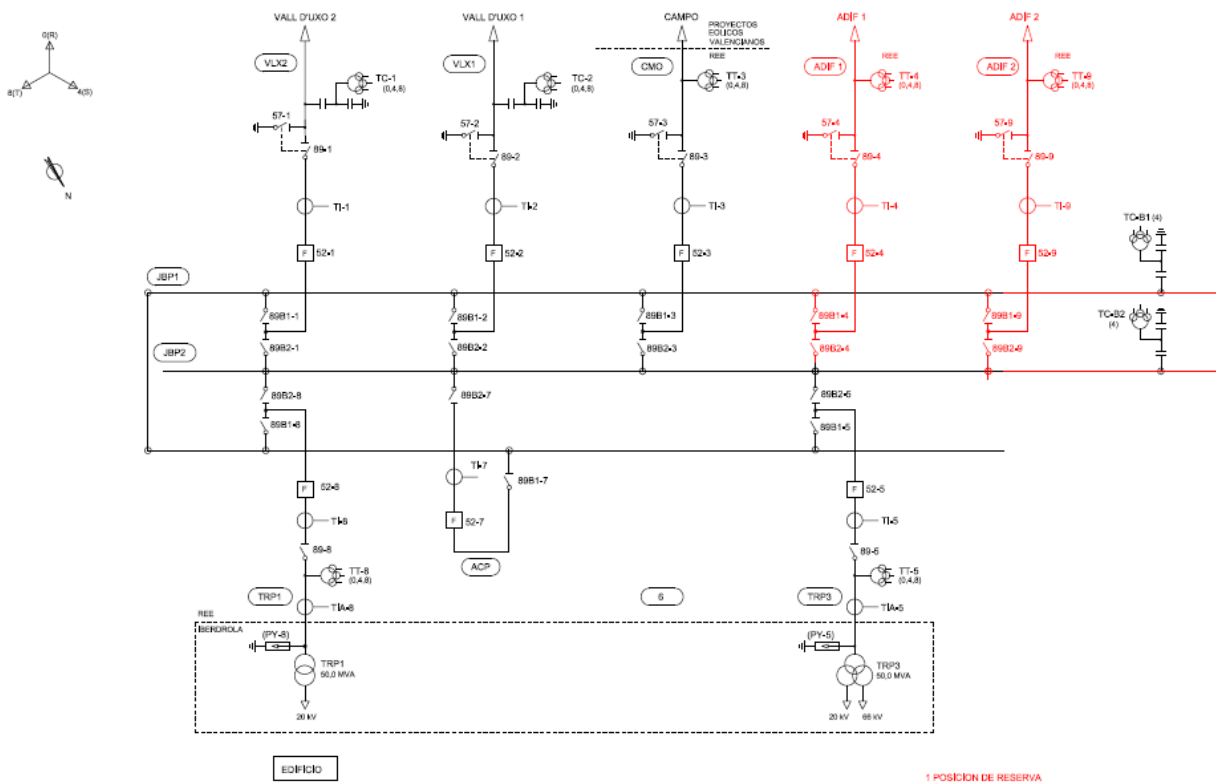 VALL D'UXO 2
VALL D'UXO 1
CAMPO
PROYECTOS
EOLICOS
VALENCIANOS
ADIF 1
ADIF 2
0(R)
8(T)
4(S)
N
VLX2
TC-1
(0,4,8)
VLX1
TC-2
(0,4,8)
CMO
REE
TT-3
(0,4,8)
ADIF 1
REE
TT-4
(0,4,8)
ADIF 2
REE
TT-9
(0,4,8)
57-1
57-2
57-3
57-4
57-9
89-1
89-2
89-3
89-4
89-9
TI-1
TI-2
TI-3
TI-4
TI-9
TC-B1 (4)
F
52-1
F
52-2
F
52-3
F
52-4
F
52-9
JBP1
89B1-1
89B1-2
89B1-3
89B1-4
89B1-9
TC-B2
(4)
JBP2
89B2-1
89B2-2
89B2-3
89B2-4
89B2-9
89B2-8
89B2-7
89B2-5
89B1-8
89B1-5
TI-7
89B1-7
F
52-8
F
52-7
F
52-5
TI-8
TI-5
89-8
ACP
89-5
TT-8
(0,4,8)
TT-5
(0,4,8)
TRP1
TIA-8
6
TRP3
TIA-5
REE
IBERDROLA
(PY-8)
(PY-5)
TRP1
50,0 MVA
TRP3
50,0 MVA
20 kV
20 kV
66 kV
EDIFICIO
1 POSICION DE RESERVA